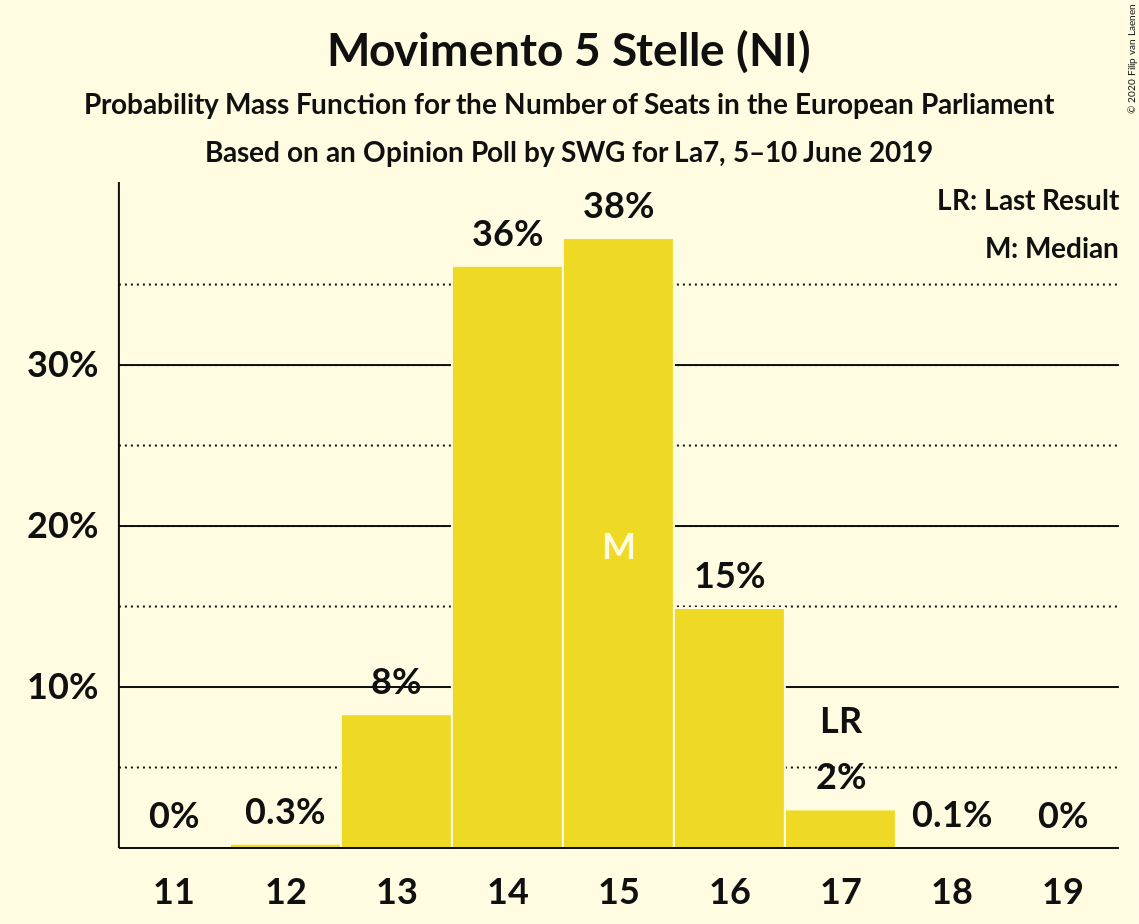 Movimento 5 Stelle (NI)
Probability Mass Function for the Number of Seats in the European Parliament
Based on an Opinion Poll by SWG for La7, 5–10 June 2019
© 2020 Filip van Laenen
LR: Last Result
M: Median
38%
36%
30%
M
20%
15%
10%
8%
LR
2%
0%
0.3%
0.1%
0%
11 12 13 14 15 16 17 18 19